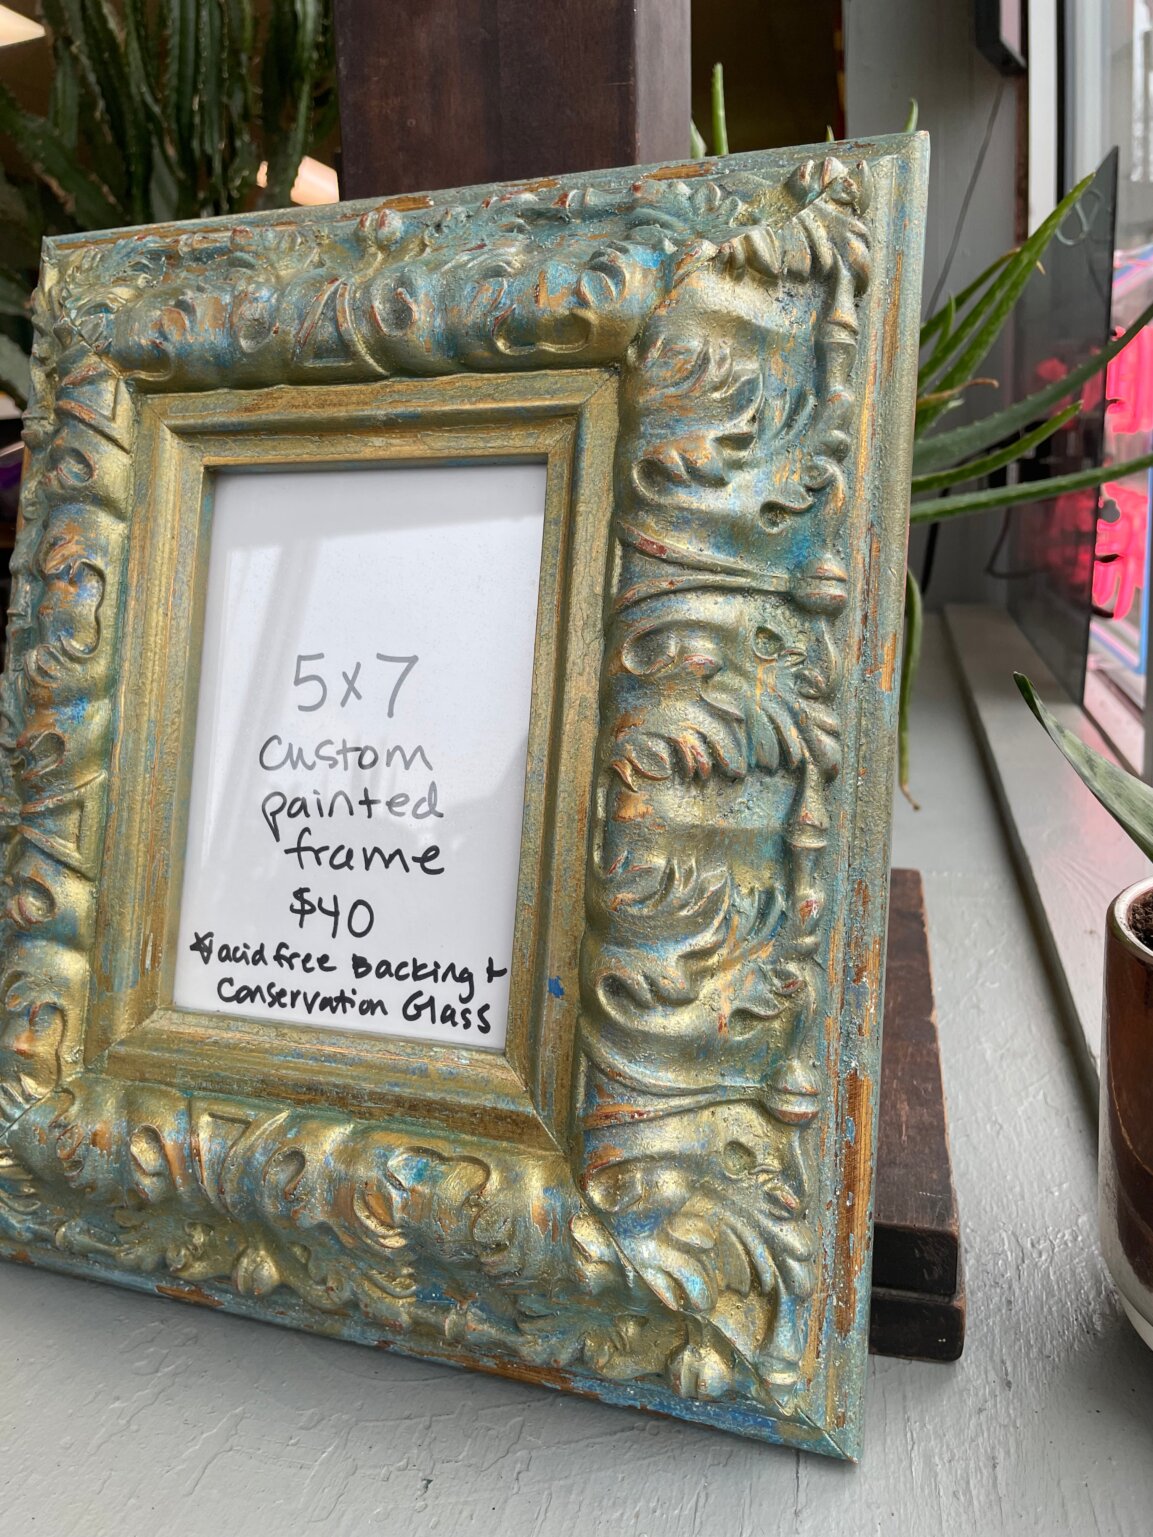 5x7
custom
painted
frame
$40
☆acid free Backing +
Conservation Glass